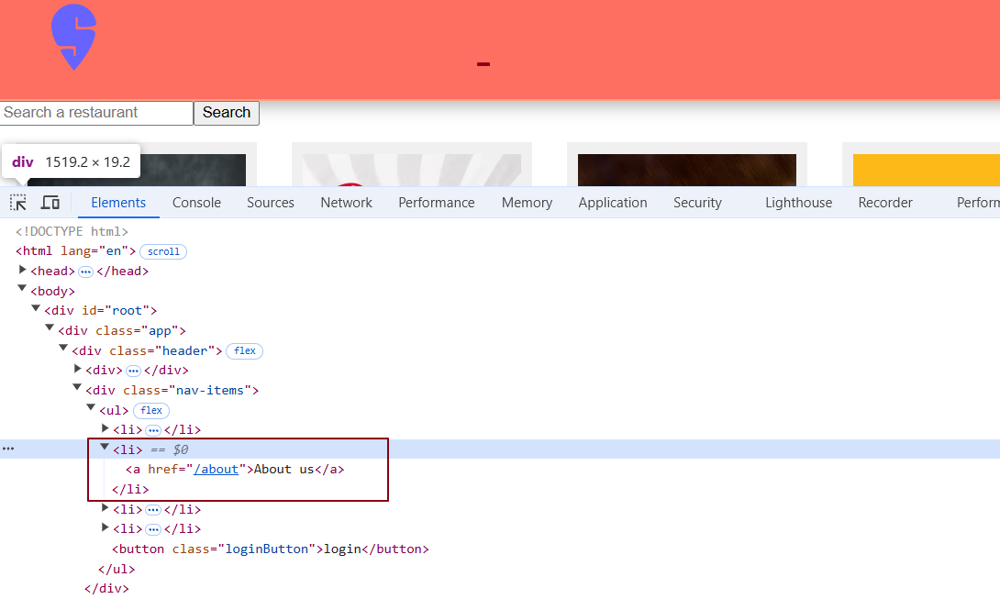 Search a restaurant Search
div 1519.2 × 19.2
Elements Console Sources Network Performance Memory Application Security Lighthouse Recorder Perform
<!DOCTYPE html>
<html lang="en"> scroll
<head> ⋯ </head>
<body>
<div id="root">
<div class="app">
<div class="header"> flex
<div> ⋯ </div>
<div class="nav-items">
<ul> flex
<li> ⋯ </li>
<li> == $0
<a href="/about">About us</a>
</li>
<li> ⋯ </li>
<li> ⋯ </li>
<button class="loginButton">login</button>
</ul>
</div>